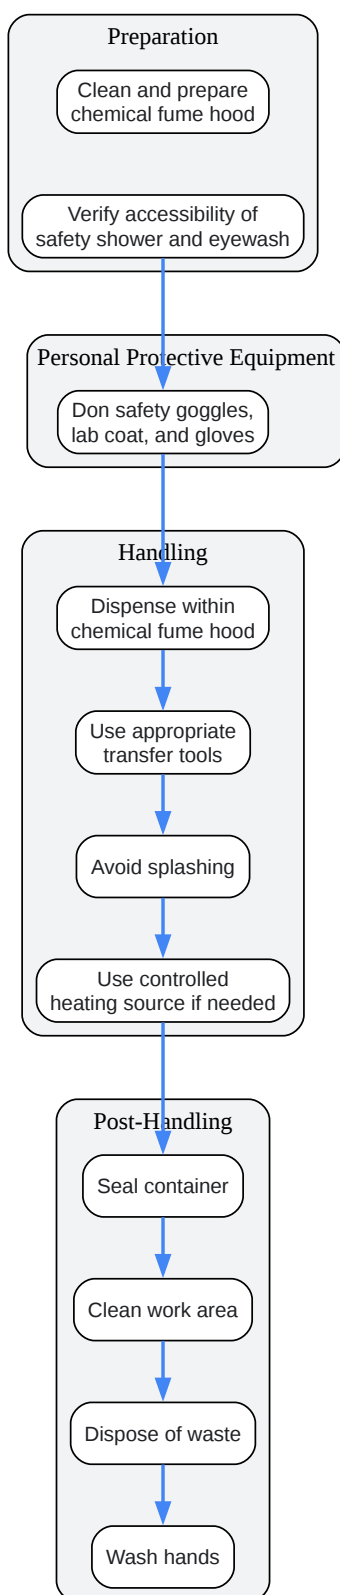 Preparation
Clean and prepare
chemical fume hood
Verify accessibility of
safety shower and eyewash
Personal Protective Equipment
Don safety goggles,
lab coat, and gloves
Handling
Dispense within
chemical fume hood
Use appropriate
transfer tools
Avoid splashing
Use controlled
heating source if needed
Post-Handling
Seal container
Clean work area
Dispose of waste
Wash hands